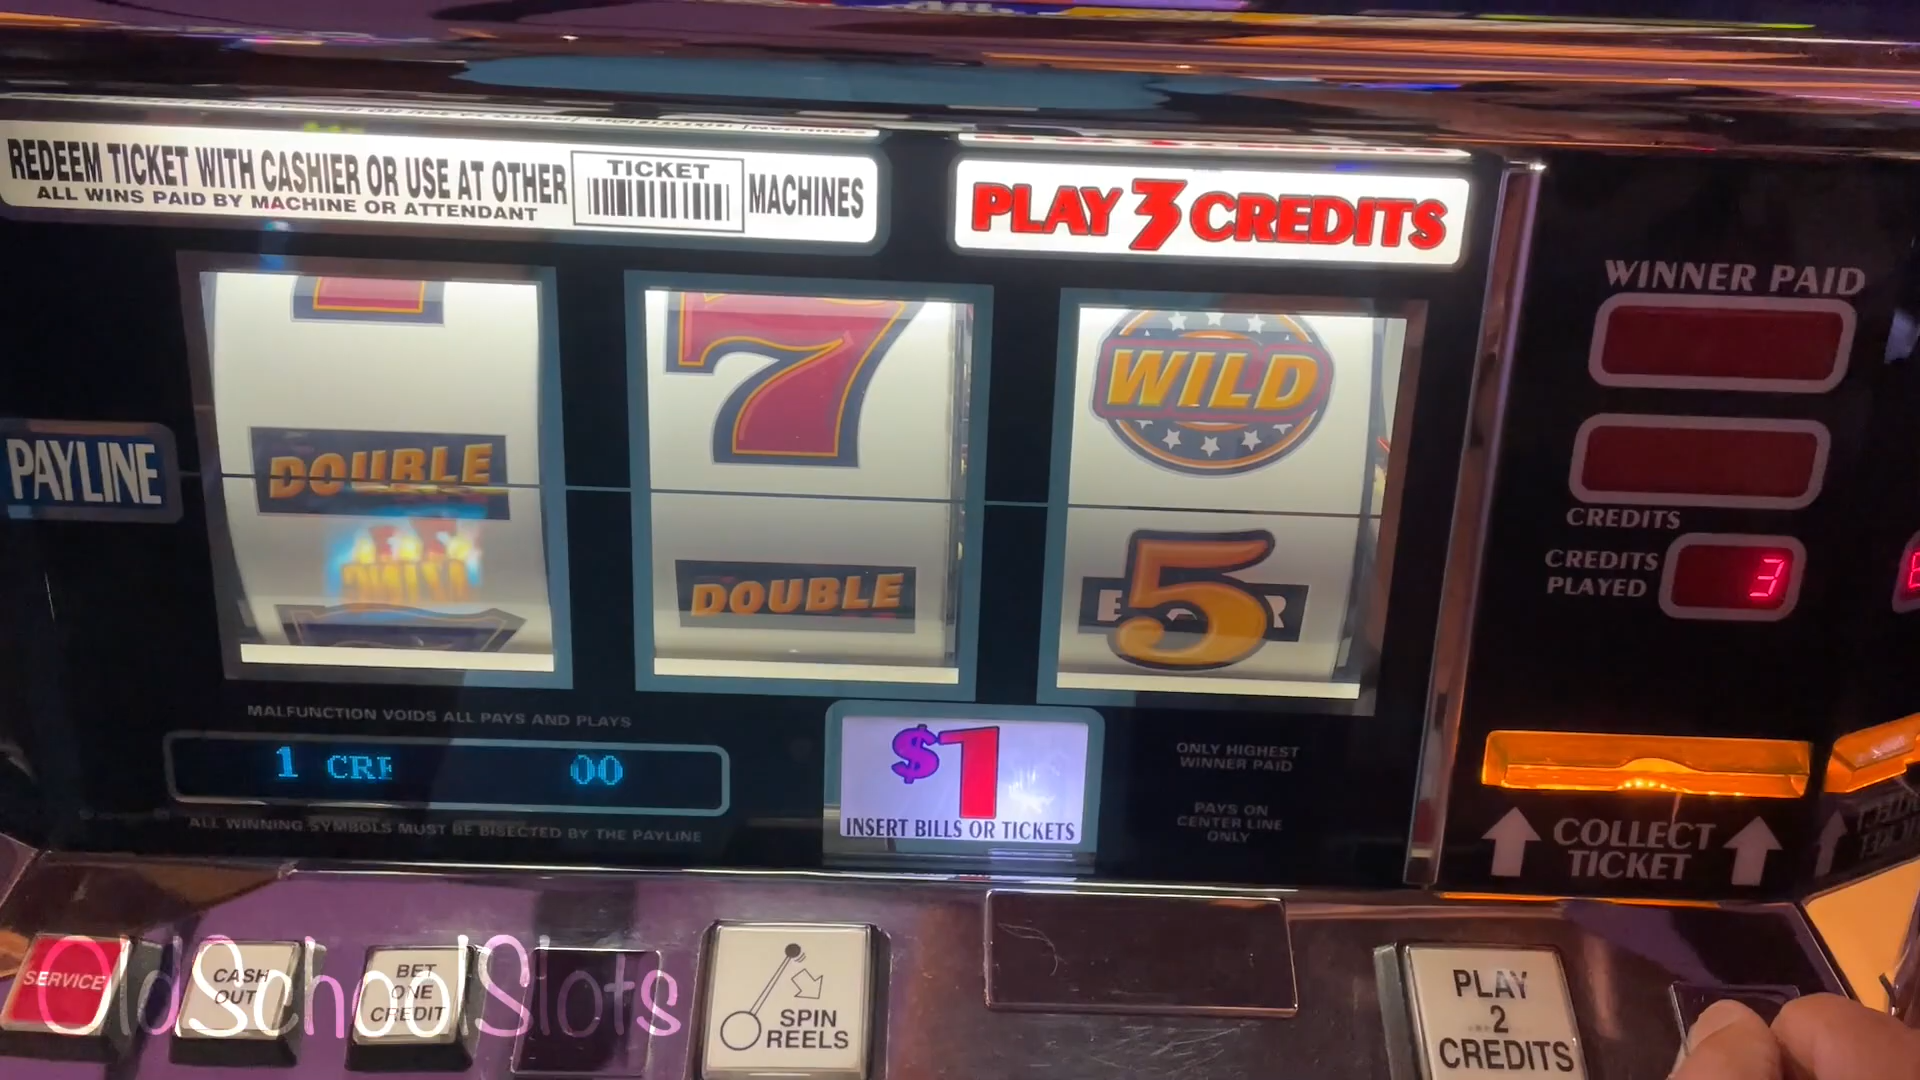 REDEEM TICKET WITH CASHIER OR USE AT OTHER
TICKET
MACHINES
ALL WINS PAID BY MACHINE OR ATTENDANT
PLAY 3 CREDITS
WINNER PAID
7
WILD
PAYLINE
DOUBLE
DOUBLE
5
CREDITS
CREDITS
PLAYED
3
MALFUNCTION VOIDS ALL PAYS AND PLAYS
1 CRE 00
ALL WINNING SYMBOLS MUST BE BISECTED BY THE PAYLINE
$1
INSERT BILLS OR TICKETS
ONLY HIGHEST
WINNER PAID
PAYS ON
CENTER LINE
ONLY
COLLECT
TICKET
SERVICE
CASH
OUT
BET
ONE
CREDIT
SPIN
REELS
PLAY
2
CREDITS
OldSchoolSlots